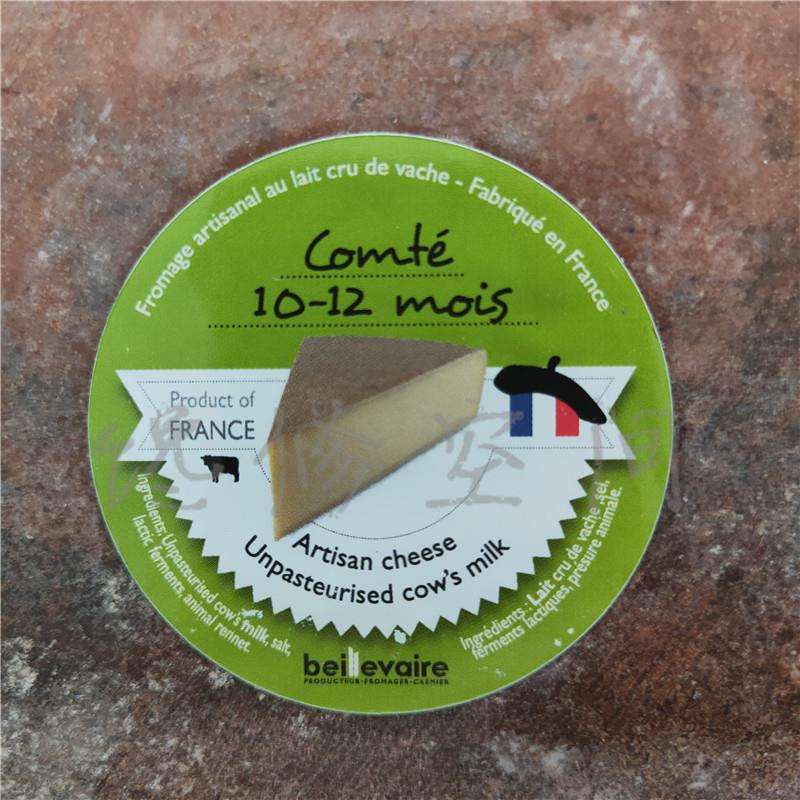 Fromage artisanal au lait cru de vache - Fabriqué en France
Comté
10-12 mois
Product of
FRANCE
Artisan cheese
Unpasteurised cow's milk
Ingredients: Unpasteurised cow's milk, salt,
lactic ferments, animal rennet.
Ingrédients : Lait cru de vache, sel,
ferments lactiques, présure animale.
beillevaire
PRODUCTEUR-FROMAGER-CRÉMIER